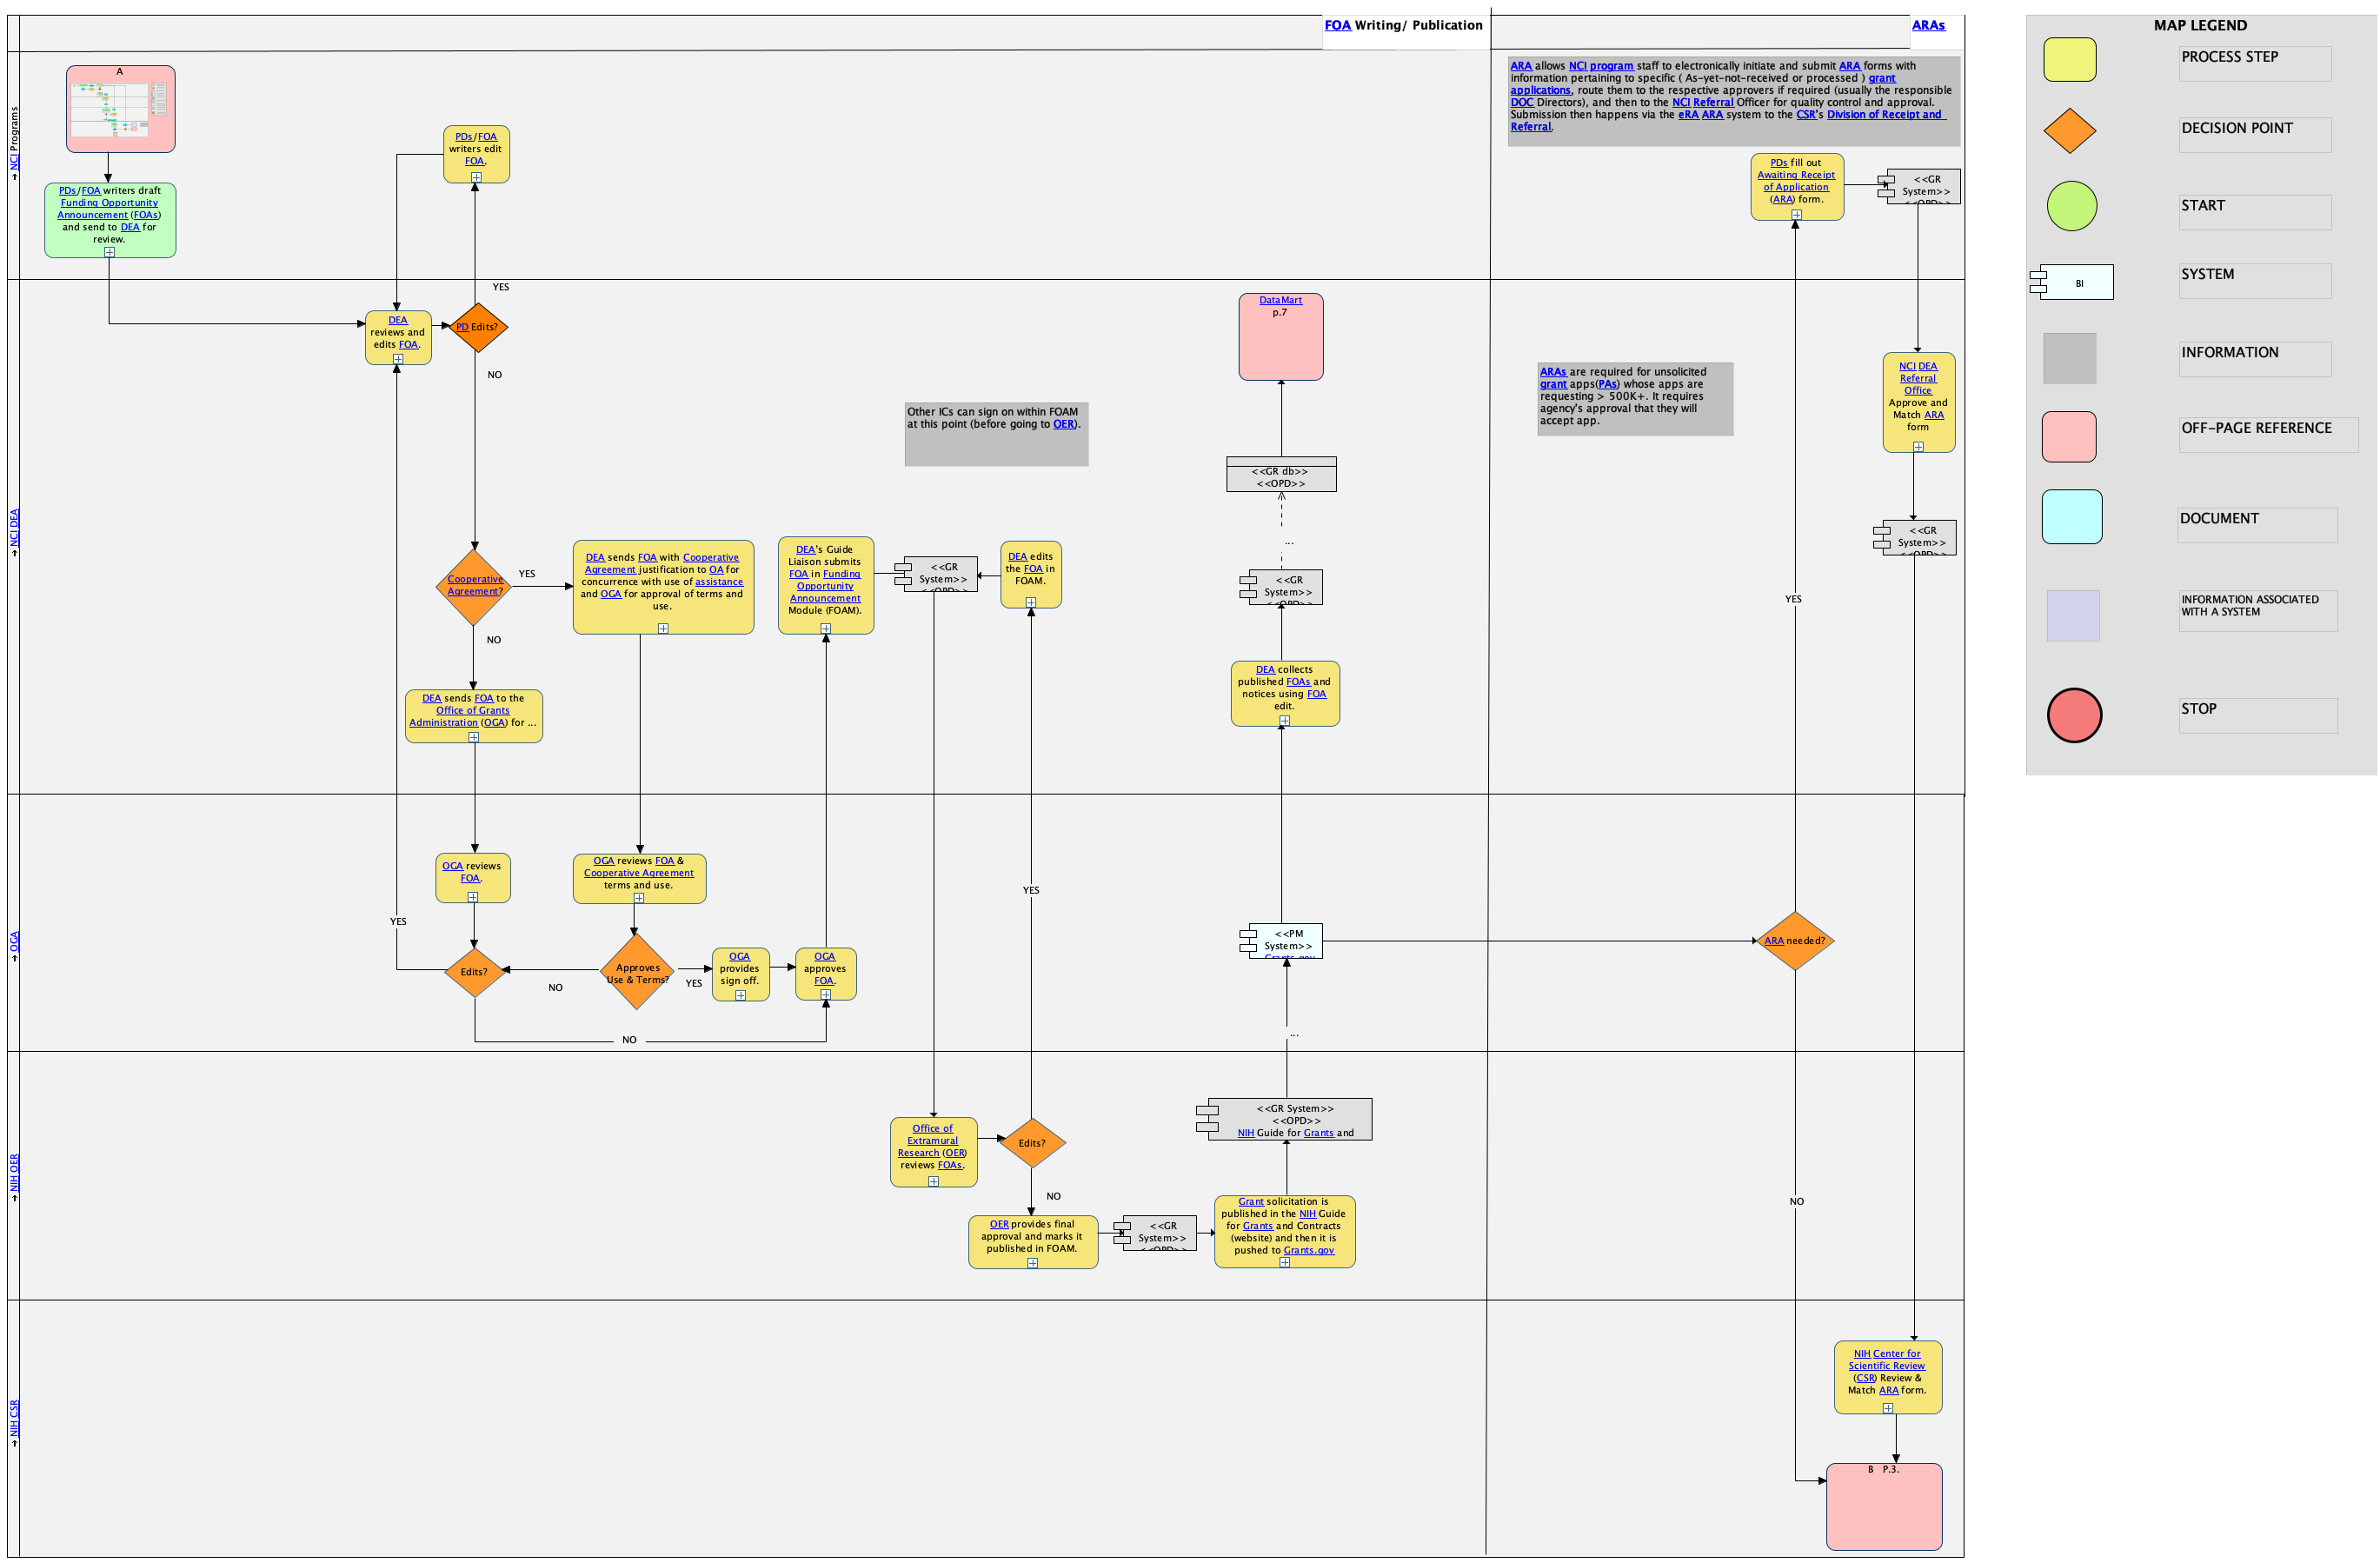 FOA Writing/ Publication
ARAs
↑ NCI Programs
A
PDs/FOA writers draft
Funding Opportunity
Announcement (FOAs)
and send to DEA for
review.
PDs/FOA
writers edit
FOA.
ARA allows NCI program staff to electronically initiate and submit ARA forms with
information pertaining to specific ( As-yet-not-received or processed ) grant
applications, route them to the respective approvers if required (usually the responsible
DOC Directors), and then to the NCI Referral Officer for quality control and approval.
Submission then happens via the eRA ARA system to the CSR's Division of Receipt and
Referral.
PDs fill out
Awaiting Receipt
of Application
(ARA) form.
<<GR
System>>
<<OPD>>
↑ NCI DEA
YES
DEA
reviews and
edits FOA.
PD Edits?
NO
DataMart
p.7
Other ICs can sign on within FOAM
at this point (before going to OER).
ARAs are required for unsolicited
grant apps(PAs) whose apps are
requesting > 500K+. It requires
agency's approval that they will
accept app.
NCI DEA
Referral
Office
Approve and
Match ARA
form
<<GR db>>
<<OPD>>
...
<<GR
System>>
<<OPD>>
Cooperative
Agreement?
YES
NO
DEA sends FOA with Cooperative
Agreement justification to OA for
concurrence with use of assistance
and OGA for approval of terms and
use.
DEA's Guide
Liaison submits
FOA in Funding
Opportunity
Announcement
Module (FOAM).
<<GR
System>>
<<OPD>>
DEA edits
the FOA in
FOAM.
<<GR
System>>
<<OPD>>
YES
DEA sends FOA to the
Office of Grants
Administration (OGA) for ...
DEA collects
published FOAs and
notices using FOA
edit.
↑ OGA
OGA reviews
FOA.
OGA reviews FOA &
Cooperative Agreement
terms and use.
YES
YES
Edits?
NO
Approves
Use & Terms?
YES
OGA
provides
sign off.
OGA
approves
FOA.
NO
<<PM
System>>
Grants.gov
ARA needed?
...
↑ NIH OER
Office of
Extramural
Research (OER)
reviews FOAs.
Edits?
NO
<<GR System>>
<<OPD>>
NIH Guide for Grants and
OER provides final
approval and marks it
published in FOAM.
<<GR
System>>
<<OPD>>
Grant solicitation is
published in the NIH Guide
for Grants and Contracts
(website) and then it is
pushed to Grants.gov
NO
↑ NIH CSR
NIH Center for
Scientific Review
(CSR) Review &
Match ARA form.
B P.3.
MAP LEGEND
PROCESS STEP
DECISION POINT
START
BI
SYSTEM
INFORMATION
OFF-PAGE REFERENCE
DOCUMENT
INFORMATION ASSOCIATED
WITH A SYSTEM
STOP